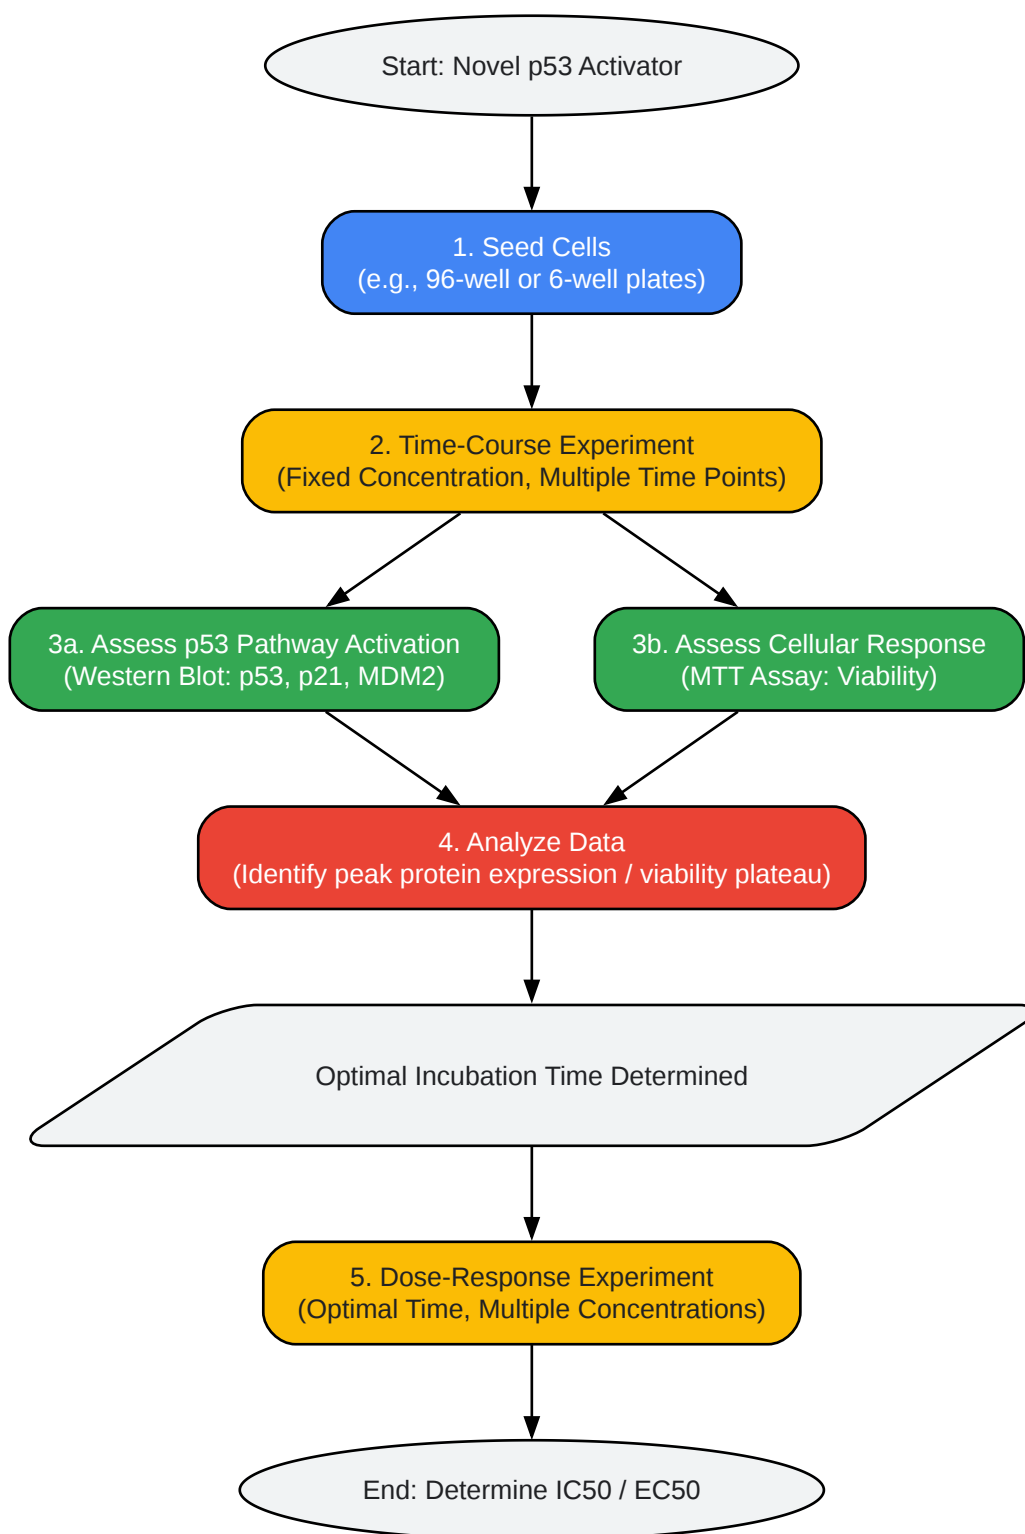 Start: Novel p53 Activator
1. Seed Cells
(e.g., 96-well or 6-well plates)
2. Time-Course Experiment
(Fixed Concentration, Multiple Time Points)
3a. Assess p53 Pathway Activation
(Western Blot: p53, p21, MDM2)
3b. Assess Cellular Response
(MTT Assay: Viability)
4. Analyze Data
(Identify peak protein expression / viability plateau)
Optimal Incubation Time Determined
5. Dose-Response Experiment
(Optimal Time, Multiple Concentrations)
End: Determine IC50 / EC50